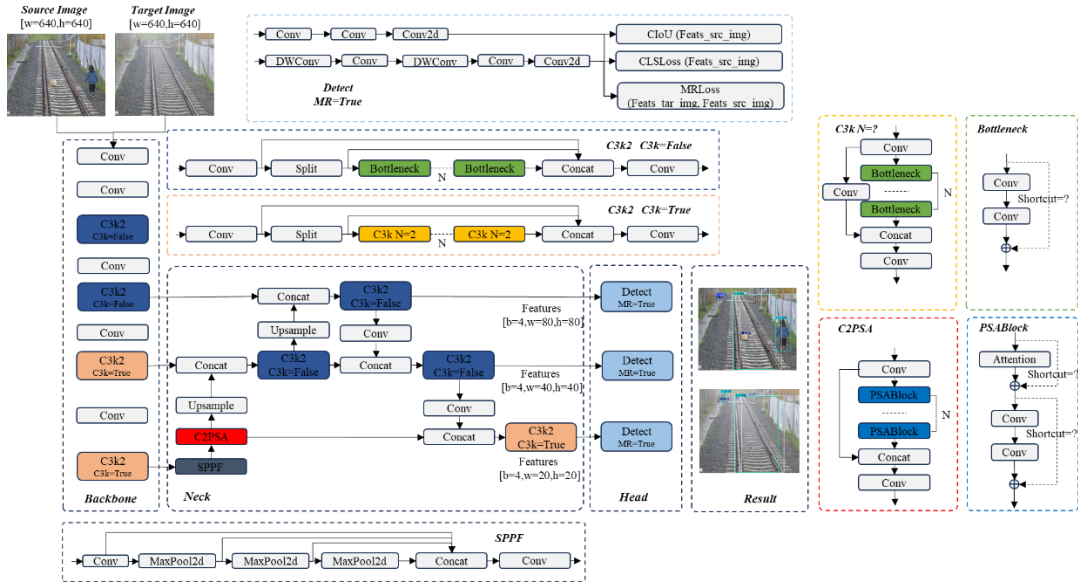 Source Image
[w=640,h=640]
Target Image
[w=640,h=640]
Conv
Conv
Conv2d
DWConv
Conv
DWConv
Conv
Conv2d
Detect
MR=True
CIoU (Feats_src_img)
CLSLoss (Feats_src_img)
MRLoss
(Feats_tar_img, Feats_src_img)
C3k2 C3k=False
Conv
Split
Bottleneck
N
Bottleneck
Concat
Conv
C3k2 C3k=True
Conv
Split
C3k N=2
N
C3k N=2
Concat
Conv
Conv
Conv
C3k2
C3k=False
Conv
C3k2
C3k=False
Conv
C3k2
C3k=True
Conv
C3k2
C3k=True
Backbone
Concat
C3k2
C3k=False
Upsample
Conv
Concat
C3k2
C3k=False
Concat
C3k2
C3k=False
Upsample
Conv
C2PSA
Concat
C3k2
C3k=True
SPPF
Neck
Features
[b=4,w=80,h=80]
Features
[b=4,w=40,h=40]
Features
[b=4,w=20,h=20]
Detect
MR=True
Detect
MR=True
Detect
MR=True
Head
Result
C3k N=?
Conv
Bottleneck
Conv
N
Bottleneck
Concat
Conv
Bottleneck
Conv
Shortcut=?
Conv
C2PSA
Conv
PSABlock
N
PSABlock
Concat
Conv
PSABlock
Attention
Shortcut=?
Conv
Shortcut=?
Conv
SPPF
Conv
MaxPool2d
MaxPool2d
MaxPool2d
Concat
Conv